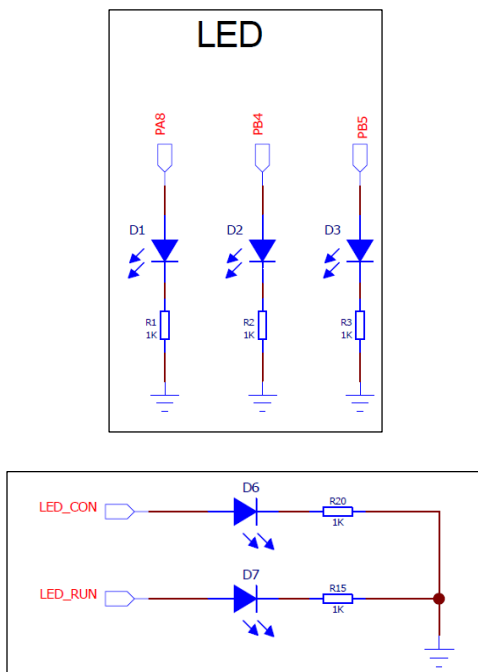 LED
PA8 PB4 PB5
D1 D2 D3
R1 R2 R3
1K 1K 1K
D6
LED_CON R20
1K
D7
LED_RUN R15
1K